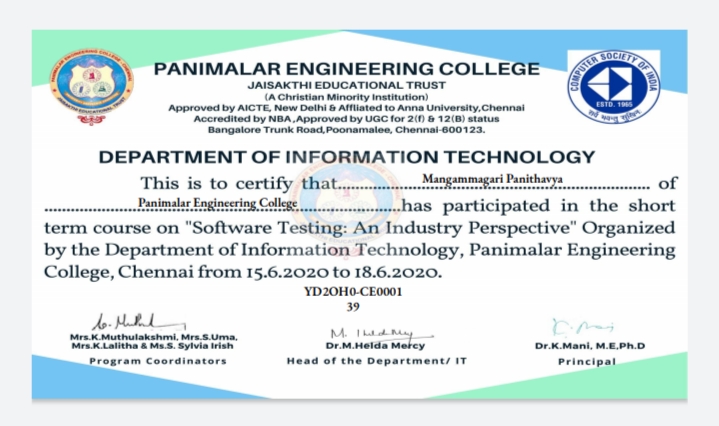 PANIMALAR ENGINEERING COLLEGE
JAISAKTHI EDUCATIONAL TRUST
(A Christian Minority Institution)
Approved by AICTE, New Delhi & Affliated to Anna University,Chennai
Accredited by NBA ,Approved by UGC for 2(f) & 12(B) status
Bangalore Trunk Road,Poonamalee, Chennai-600123.
COMPUTER SOCIETY OF INDIA
ESTD. 1965
DEPARTMENT OF INFORMATION TECHNOLOGY
This is to certify that..........Mangammagari Panithavya.......... of
..........Panimalar Engineering College..........has participated in the short
term course on "Software Testing: An Industry Perspective" Organized
by the Department of Information Technology, Panimalar Engineering
College, Chennai from 15.6.2020 to 18.6.2020.
YD2OH0-CE0001
39
Mrs.K.Muthulakshmi, Mrs.S.Uma,
Mrs.K.Lalitha & Ms.S. Sylvia Irish
Program Coordinators
Dr.M.Helda Mercy
Head of the Department/ IT
Dr.K.Mani, M.E,Ph.D
Principal